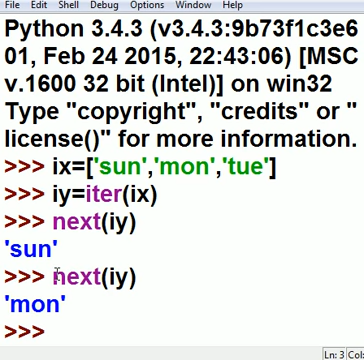 File Edit Shell Debug Options Window Help
Python 3.4.3 (v3.4.3:9b73f1c3e6
01, Feb 24 2015, 22:43:06) [MSC
v.1600 32 bit (Intel)] on win32
Type "copyright", "credits" or "
license()" for more information.
>>> ix=['sun','mon','tue']
>>> iy=iter(ix)
>>> next(iy)
'sun'
>>> next(iy)
'mon'
>>>
Ln: 3 Col